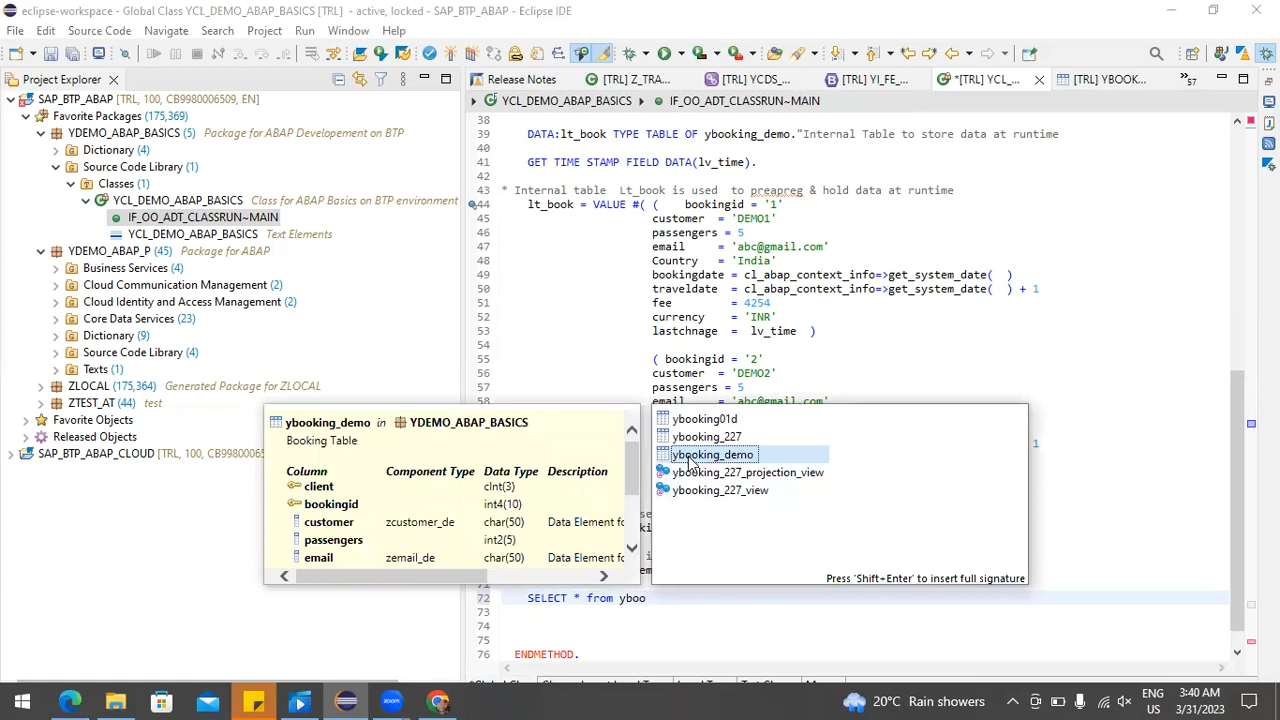 eclipse-workspace - Global Class YCL_DEMO_ABAP_BASICS [TRL] - active, locked - SAP_BTP_ABAP - Eclipse IDE
File Edit Source Code Navigate Search Project Run Window Help
Project Explorer
Release Notes [TRL] Z_TRA... [TRL] YCDS_... [TRL] YI_FE_... *[TRL] YCL_... [TRL] YBOOK... 57
YCL_DEMO_ABAP_BASICS IF_OO_ADT_CLASSRUN~MAIN
SAP_BTP_ABAP [TRL, 100, CB9980006509, EN]
Favorite Packages (175,369)
YDEMO_ABAP_BASICS (5) Package for ABAP Developement on BTP
Dictionary (4)
Source Code Library (1)
Classes (1)
YCL_DEMO_ABAP_BASICS Class for ABAP Basics on BTP environment
IF_OO_ADT_CLASSRUN~MAIN
YCL_DEMO_ABAP_BASICS Text Elements
YDEMO_ABAP_P (45) Package for ABAP
Business Services (4)
Cloud Communication Management (2)
Cloud Identity and Access Management (2)
Core Data Services (23)
Dictionary (9)
Source Code Library (4)
Texts (1)
ZLOCAL (175,364) Generated Package for ZLOCAL
ZTEST_AT (44) test
Favorite Objects
Released Objects
SAP_BTP_ABAP_CLOUD
38
39 DATA:lt_book TYPE TABLE OF ybooking_demo."Internal Table to store data at runtime
40
41 GET TIME STAMP FIELD DATA(lv_time).
42
43 * Internal table Lt_book is used to preapreg & hold data at runtime
44 lt_book = VALUE #( ( bookingid = '1'
45 customer = 'DEMO1'
46 passengers = 5
47 email = 'abc@gmail.com'
48 Country = 'India'
49 bookingdate = cl_abap_context_info=>get_system_date( )
50 traveldate = cl_abap_context_info=>get_system_date( ) + 1
51 fee = 4254
52 currency = 'INR'
53 lastchnage = lv_time )
54
55 ( bookingid = '2'
56 customer = 'DEMO2'
57 passengers = 5
58 email = 'abc@gmail.com'
1
72 SELECT * from yboo
73
74
75
76 ENDMETHOD.
ybooking_demo in YDEMO_ABAP_BASICS
Booking Table
Column Component Type Data Type Description
client clnt(3)
bookingid int4(10)
customer zcustomer_de char(50) Data Element fo
passengers int2(5)
email zemail_de char(50) Data Element fo
ybooking01d
ybooking_227
ybooking_demo
ybooking_227_projection_view
ybooking_227_view
Press 'Shift+Enter' to insert full signature
zoom
20°C Rain showers
ENG
US
3:40 AM
3/31/2023